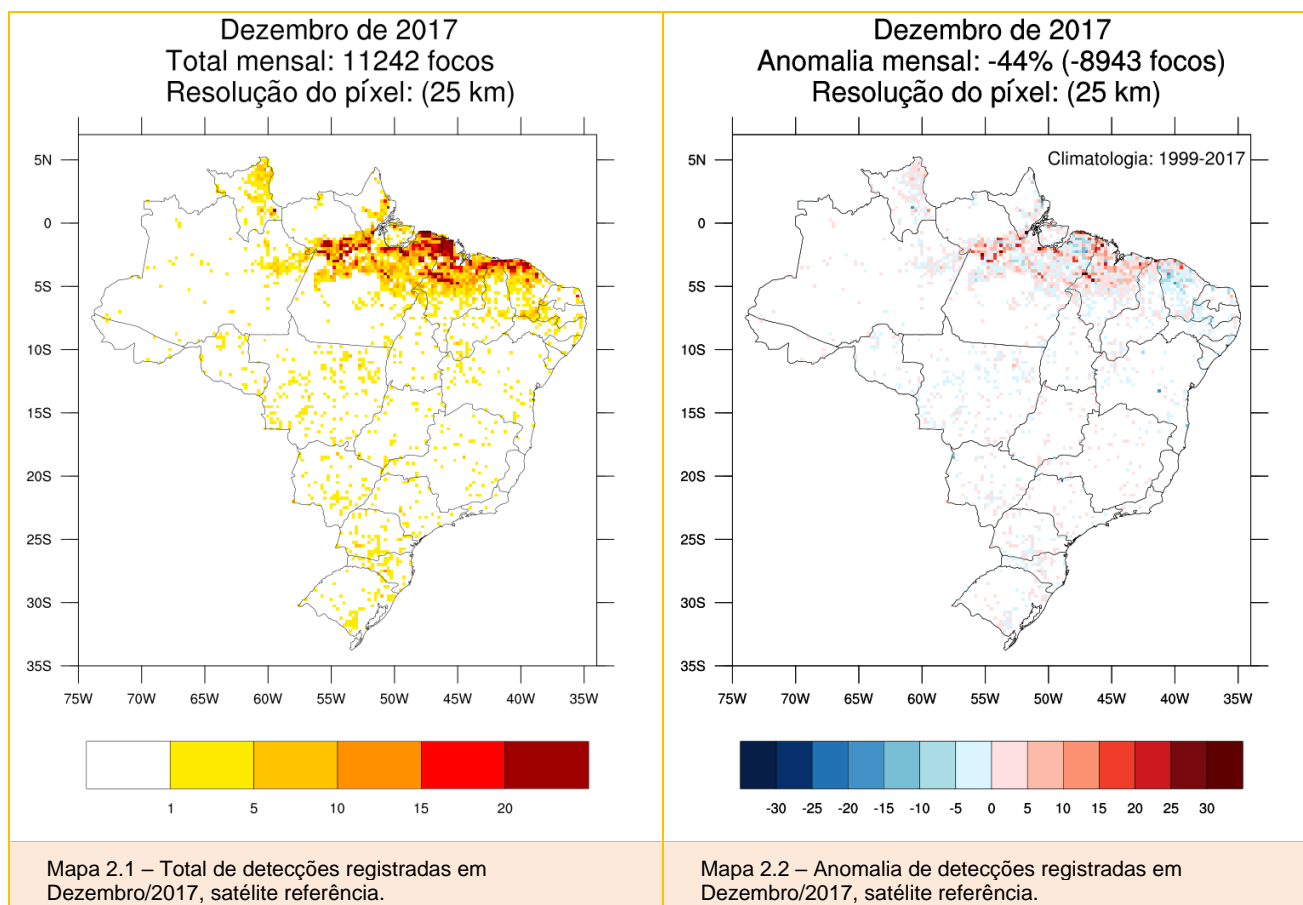 Dezembro de 2017
Total mensal: 11242 focos
Resolução do píxel: (25 km)
5N
0
5S
10S
15S
20S
25S
30S
35S
75W 70W 65W 60W 55W 50W 45W 40W 35W
1 5 10 15 20
Mapa 2.1 – Total de detecções registradas em
Dezembro/2017, satélite referência.
Dezembro de 2017
Anomalia mensal: -44% (-8943 focos)
Resolução do píxel: (25 km)
Climatologia: 1999-2017
5N
0
5S
10S
15S
20S
25S
30S
35S
75W 70W 65W 60W 55W 50W 45W 40W 35W
-30 -25 -20 -15 -10 -5 0 5 10 15 20 25 30
Mapa 2.2 – Anomalia de detecções registradas em
Dezembro/2017, satélite referência.